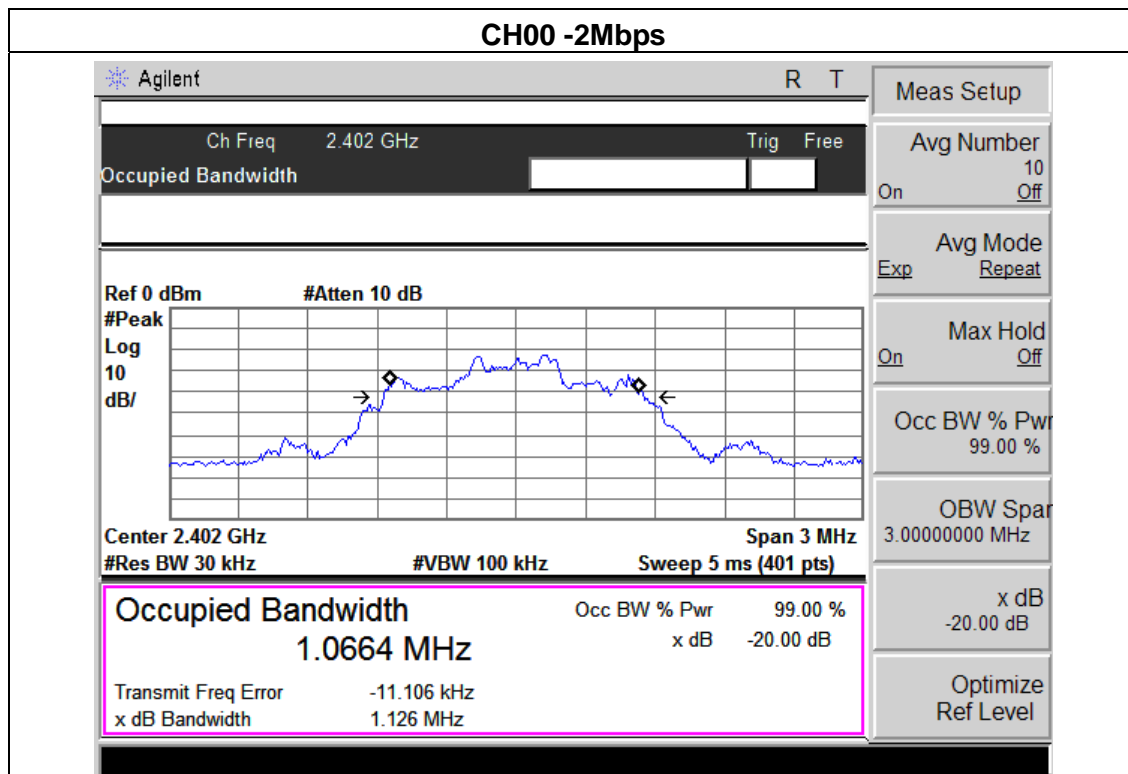 CH00 -2Mbps
Agilent R T
Ch Freq 2.402 GHz Trig Free
Occupied Bandwidth
Ref 0 dBm #Atten 10 dB
#Peak
Log
10
dB/
Center 2.402 GHz Span 3 MHz
#Res BW 30 kHz #VBW 100 kHz Sweep 5 ms (401 pts)
Occupied Bandwidth Occ BW % Pwr 99.00 %
1.0664 MHz x dB -20.00 dB
Transmit Freq Error -11.106 kHz
x dB Bandwidth 1.126 MHz
Meas Setup
Avg Number
10
On Off
Avg Mode
Exp Repeat
Max Hold
On Off
Occ BW % Pwr
99.00 %
OBW Spar
3.00000000 MHz
x dB
-20.00 dB
Optimize
Ref Level